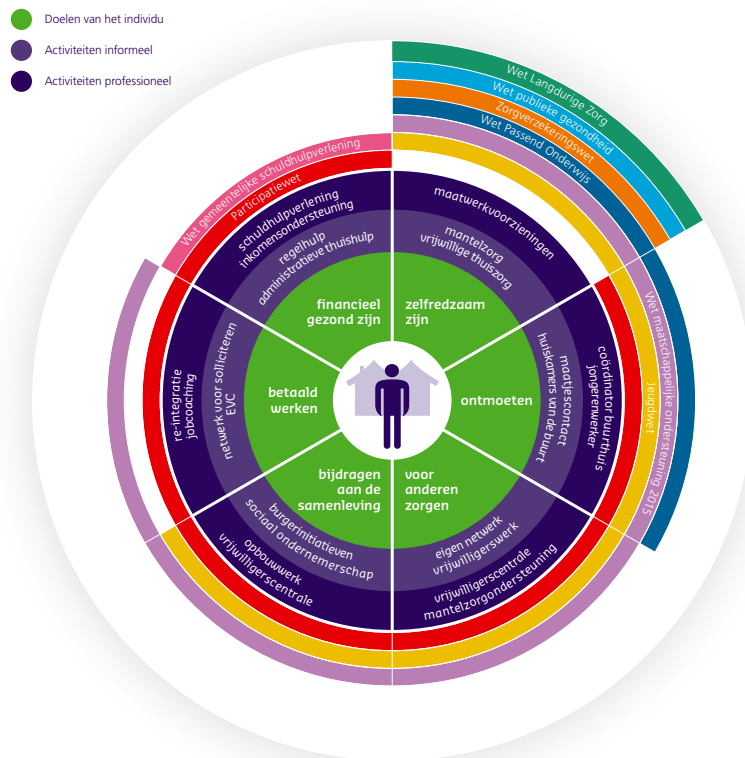 Doelen van het individu
Activiteiten informeel
Activiteiten professioneel
Wet Langdurige Zorg
Wet publieke gezondheid
Zorgverzekeringswet
Wet Passend Onderwijs
Wet gemeentelijke schuldhulpverlening
Participatiewet
schuldhulpverlening
inkomensondersteuning
regelhulp
administratieve thuishulp
financieel
gezond zijn
maatwerkvoorzieningen
mantelzorg
vrijwillige thuiszorg
zelfredzaam
zijn
Wet maatschappelijke ondersteuning 2015
Jeugdwet
coördinator buurthuis
jongerenwerker
maatjescontact
huiskamers van de buurt
ontmoeten
re-integratie
jobcoaching
netwerk voor solliciteren
EVC
betaald
werken
bijdragen
aan de
samenleving
burgerinitiatieven
sociaal ondernemerschap
opbouwwerk
vrijwilligerscentrale
voor
anderen
zorgen
eigen netwerk
vrijwilligerswerk
vrijwilligerscentrale
mantelzorgondersteuning